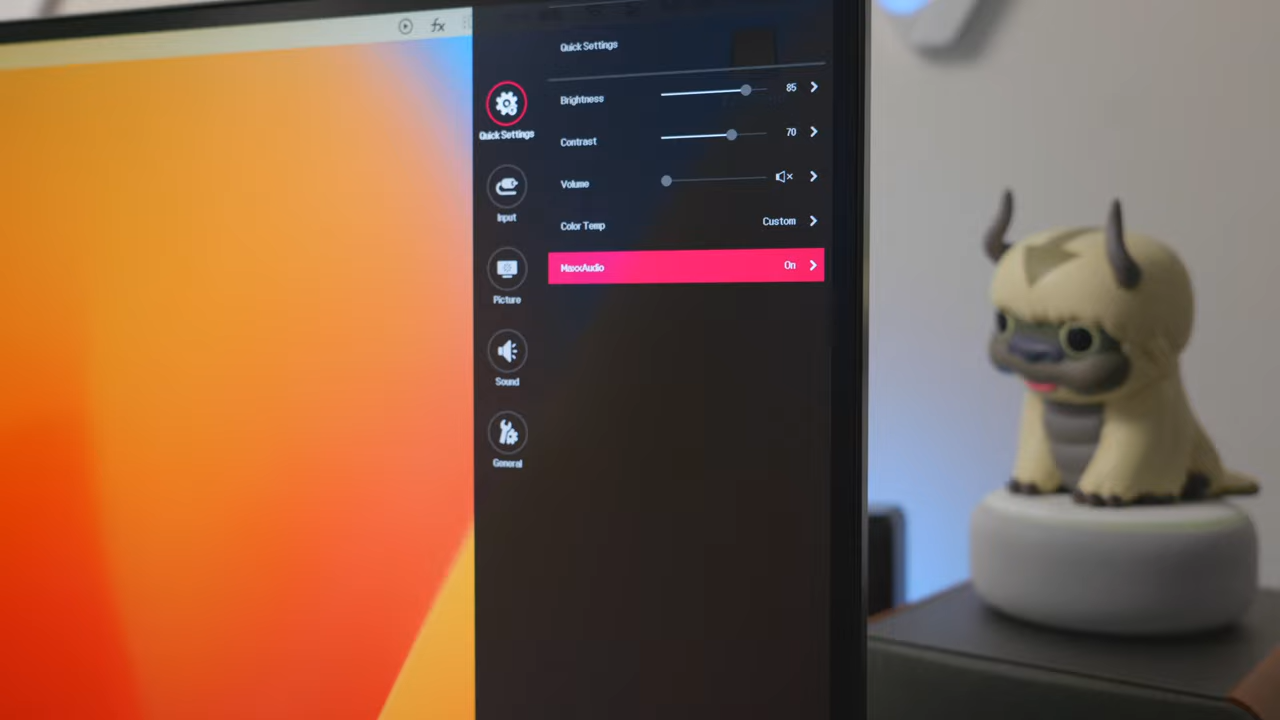 fx
Quick Settings
Quick Settings
Brightness 85
Contrast 70
Volume
Color Temp Custom
MaxxAudio On
Input
Picture
Sound
General